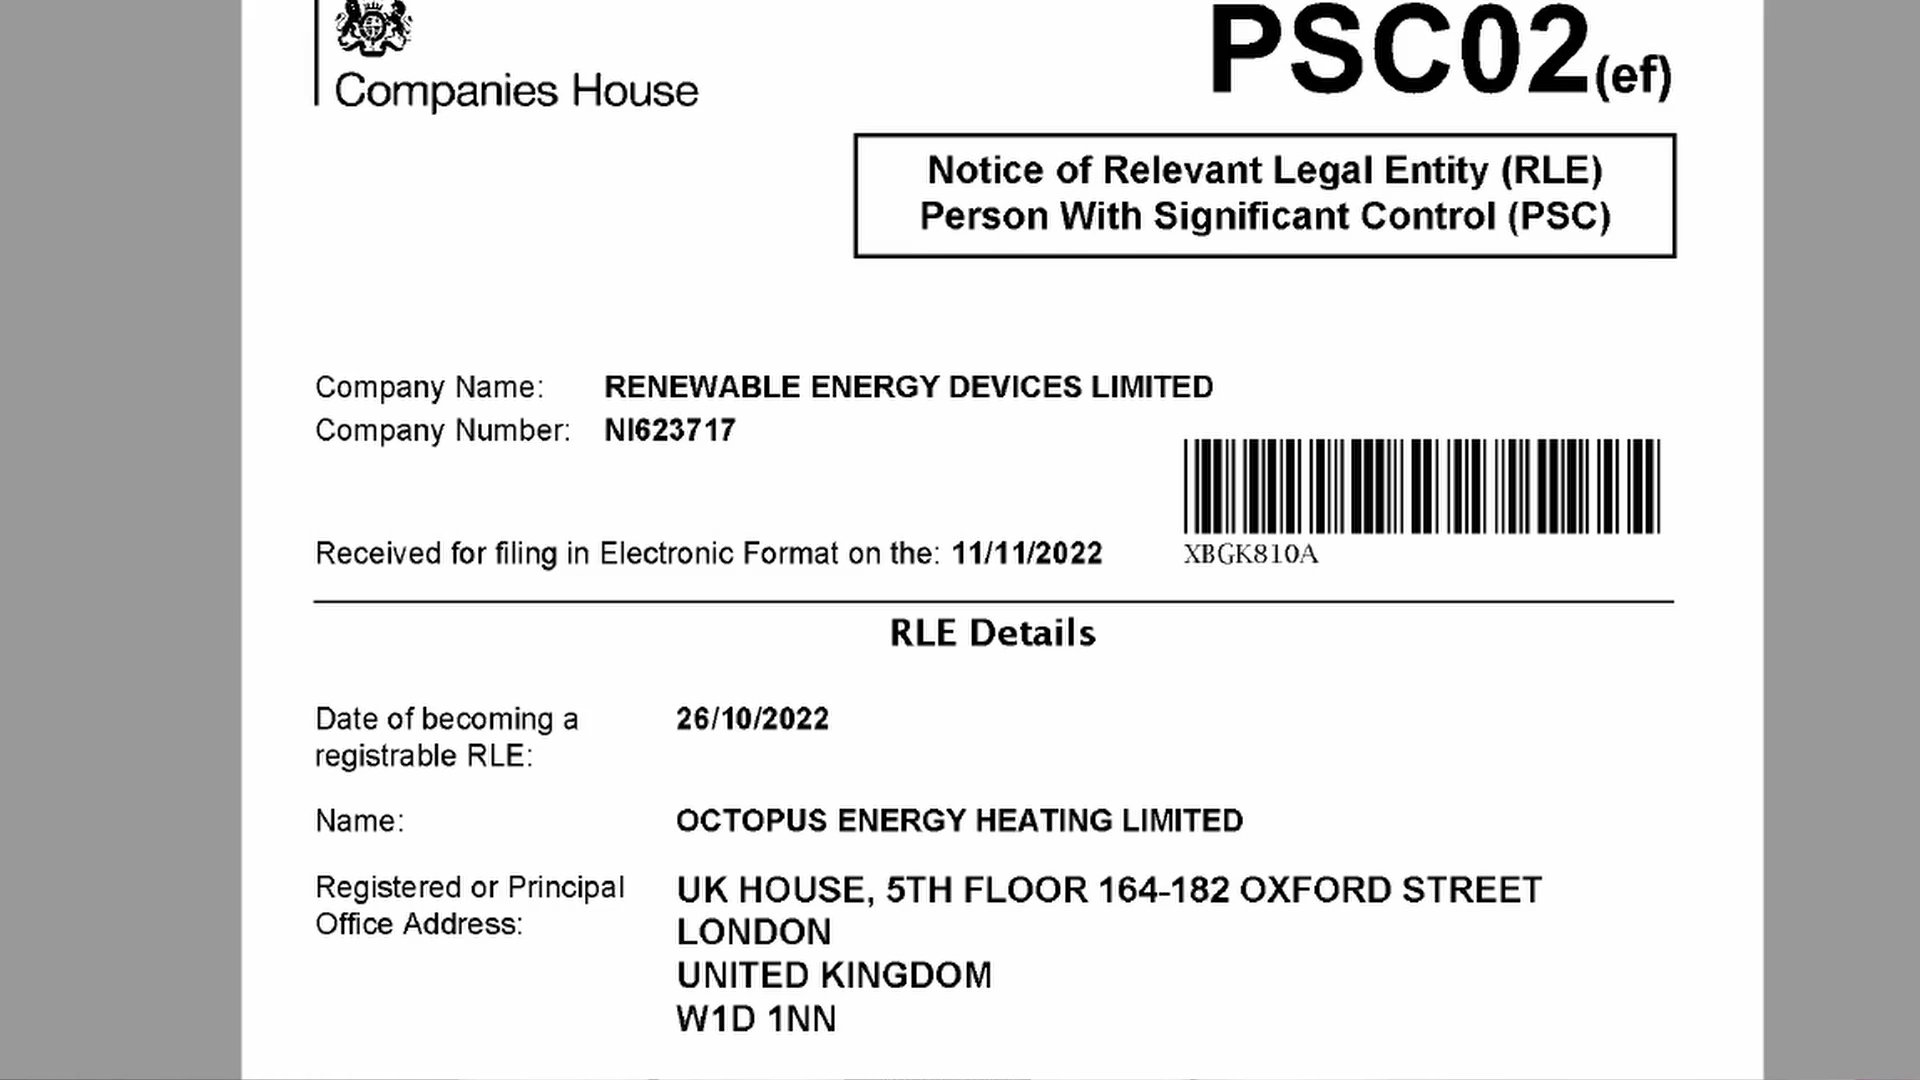 Companies House
PSC02(ef)
Notice of Relevant Legal Entity (RLE)
Person With Significant Control (PSC)
Company Name: RENEWABLE ENERGY DEVICES LIMITED
Company Number: NI623717
Received for filing in Electronic Format on the: 11/11/2022
XBGK810A
RLE Details
Date of becoming a 26/10/2022
registrable RLE:
Name: OCTOPUS ENERGY HEATING LIMITED
Registered or Principal UK HOUSE, 5TH FLOOR 164-182 OXFORD STREET
Office Address: LONDON
UNITED KINGDOM
W1D 1NN